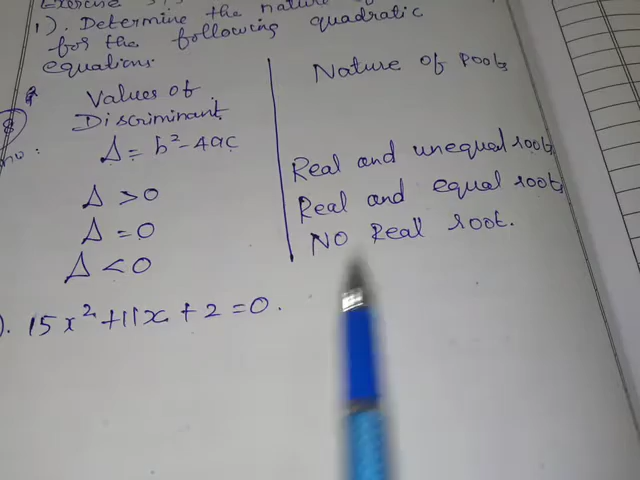 Exercise
1). Determine the nature
for the following quadratic
equations.
Values of
Discriminant
Δ = b² - 4ac
Δ > 0
Δ = 0
Δ < 0
Nature of roots
Real and unequal roots
Real and equal roots
NO Real root.
). 15x² + 11x + 2 = 0.